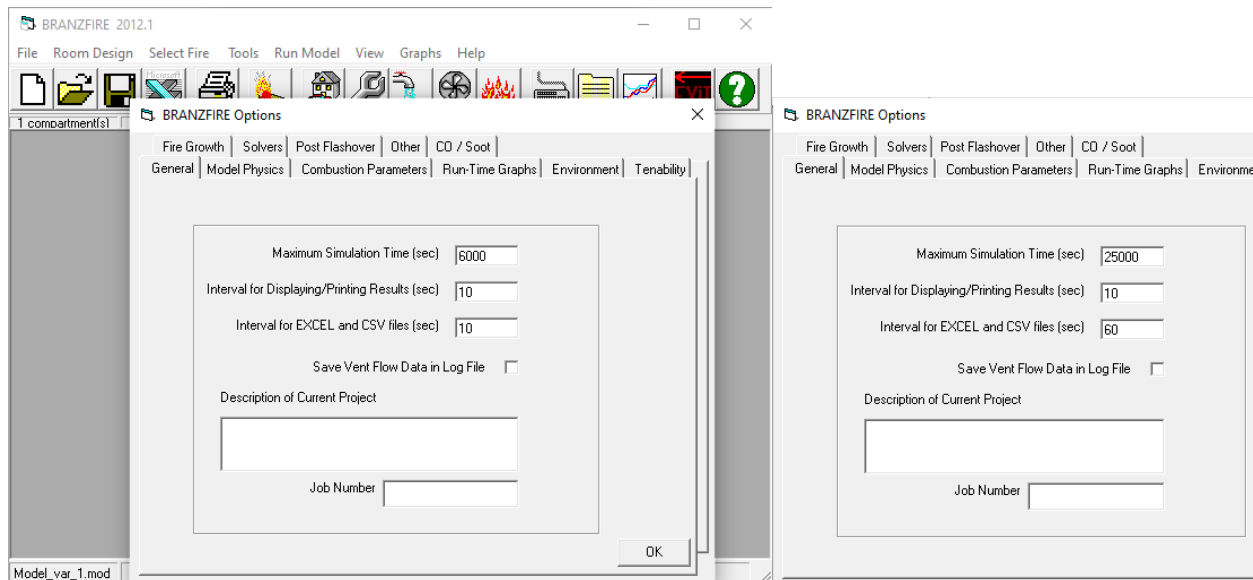 BRANZFIRE 2012.1
File Room Design Select Fire Tools Run Model View Graphs Help
Microsoft
1 compartment(s)
BRANZFIRE Options
Fire Growth Solvers Post Flashover Other CO / Soot
General Model Physics Combustion Parameters Run-Time Graphs Environment Tenability
Maximum Simulation Time (sec) 6000
Interval for Displaying/Printing Results (sec) 10
Interval for EXCEL and CSV files (sec) 10
Save Vent Flow Data in Log File
Description of Current Project
Job Number
OK
Model_var_1.mod
BRANZFIRE Options
Fire Growth Solvers Post Flashover Other CO / Soot
General Model Physics Combustion Parameters Run-Time Graphs Environme
Maximum Simulation Time (sec) 25000
Interval for Displaying/Printing Results (sec) 10
Interval for EXCEL and CSV files (sec) 60
Save Vent Flow Data in Log File
Description of Current Project
Job Number